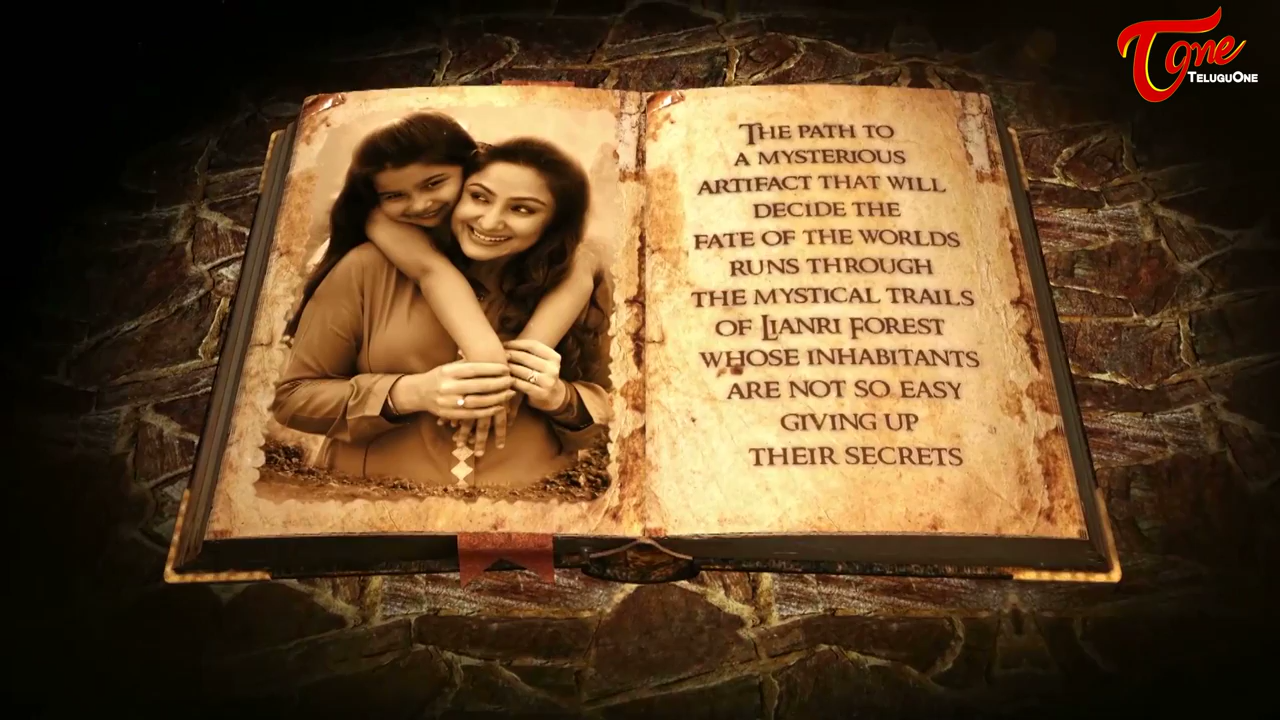 Tone
TELUGUONE
THE PATH TO
A MYSTERIOUS
ARTIFACT THAT WILL
DECIDE THE
FATE OF THE WORLDS
RUNS THROUGH
THE MYSTICAL TRAILS
OF LIANRI FOREST
WHOSE INHABITANTS
ARE NOT SO EASY
GIVING UP
THEIR SECRETS